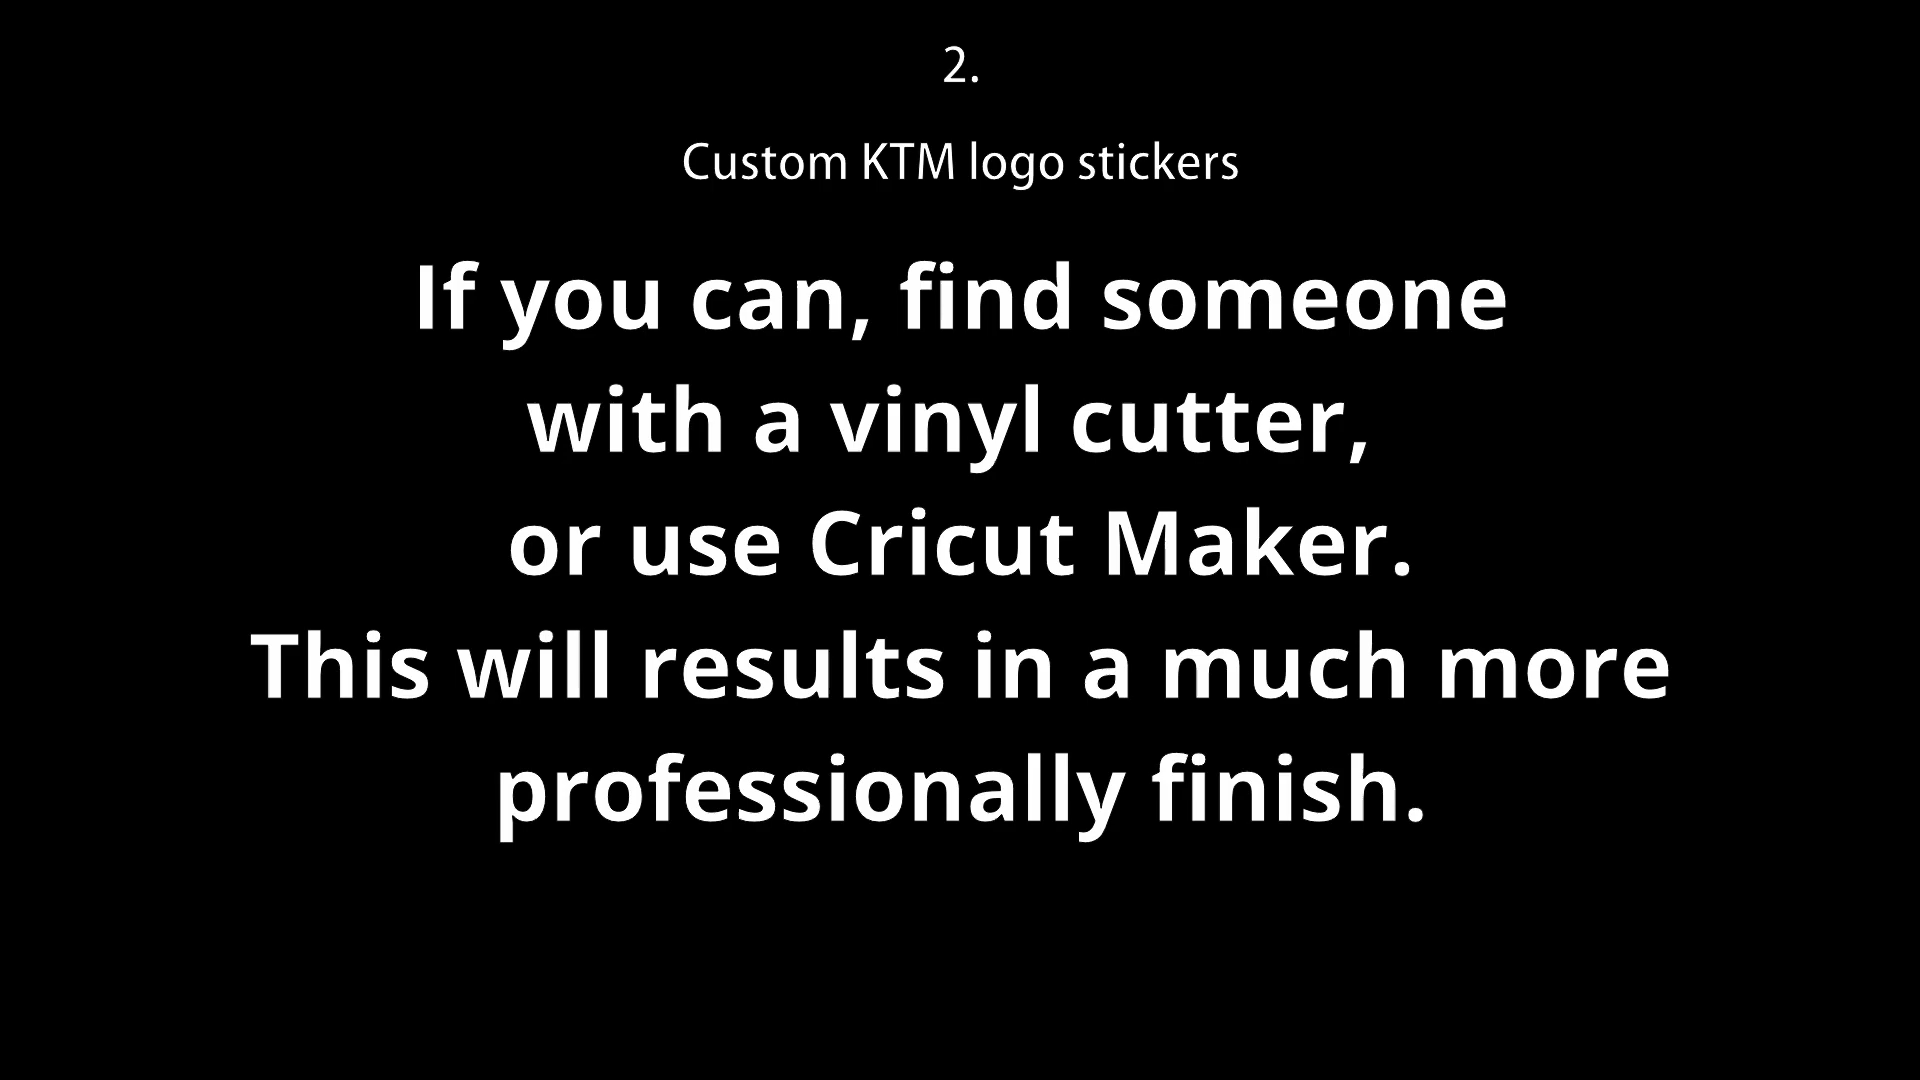 2.
Custom KTM logo stickers
If you can, find someone
with a vinyl cutter,
or use Cricut Maker.
This will results in a much more
professionally finish.